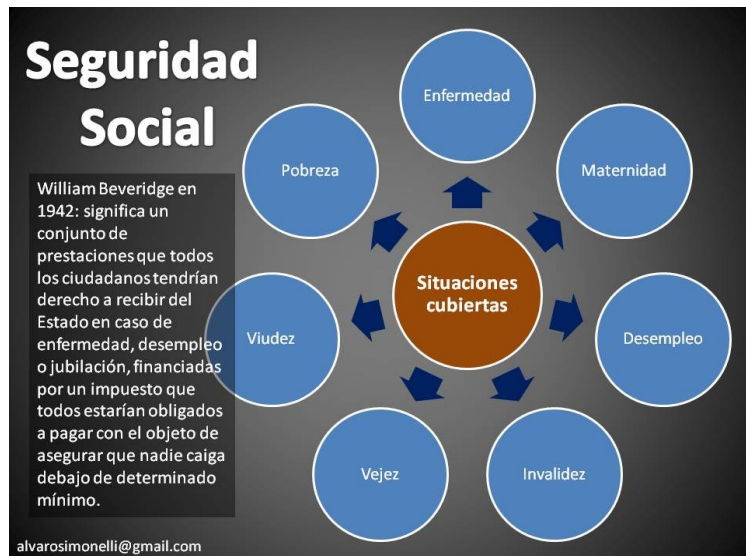 Seguridad
Social
William Beveridge en
1942: significa un
conjunto de
prestaciones que todos
los ciudadanos tendrían
derecho a recibir del
Estado en caso de
enfermedad, desempleo
o jubilación, financiadas
por un impuesto que
todos estarían obligados
a pagar con el objeto de
asegurar que nadie caiga
debajo de determinado
mínimo.
Situaciones
cubiertas
Enfermedad
Maternidad
Desempleo
Invalidez
Vejez
Viudez
Pobreza
alvarosimonelli@gmail.com